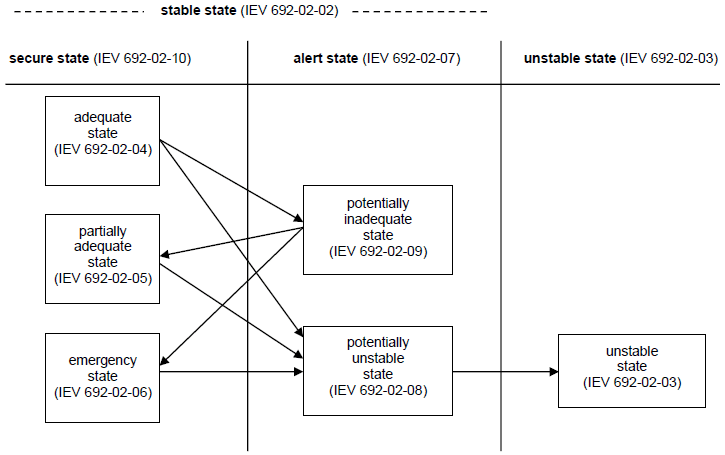 stable state (IEV 692-02-02)
secure state (IEV 692-02-10)
alert state (IEV 692-02-07)
unstable state (IEV 692-02-03)
adequate
state
(IEV 692-02-04)
partially
adequate
state
(IEV 692-02-05)
emergency
state
(IEV 692-02-06)
potentially
inadequate
state
(IEV 692-02-09)
potentially
unstable
state
(IEV 692-02-08)
unstable
state
(IEV 692-02-03)